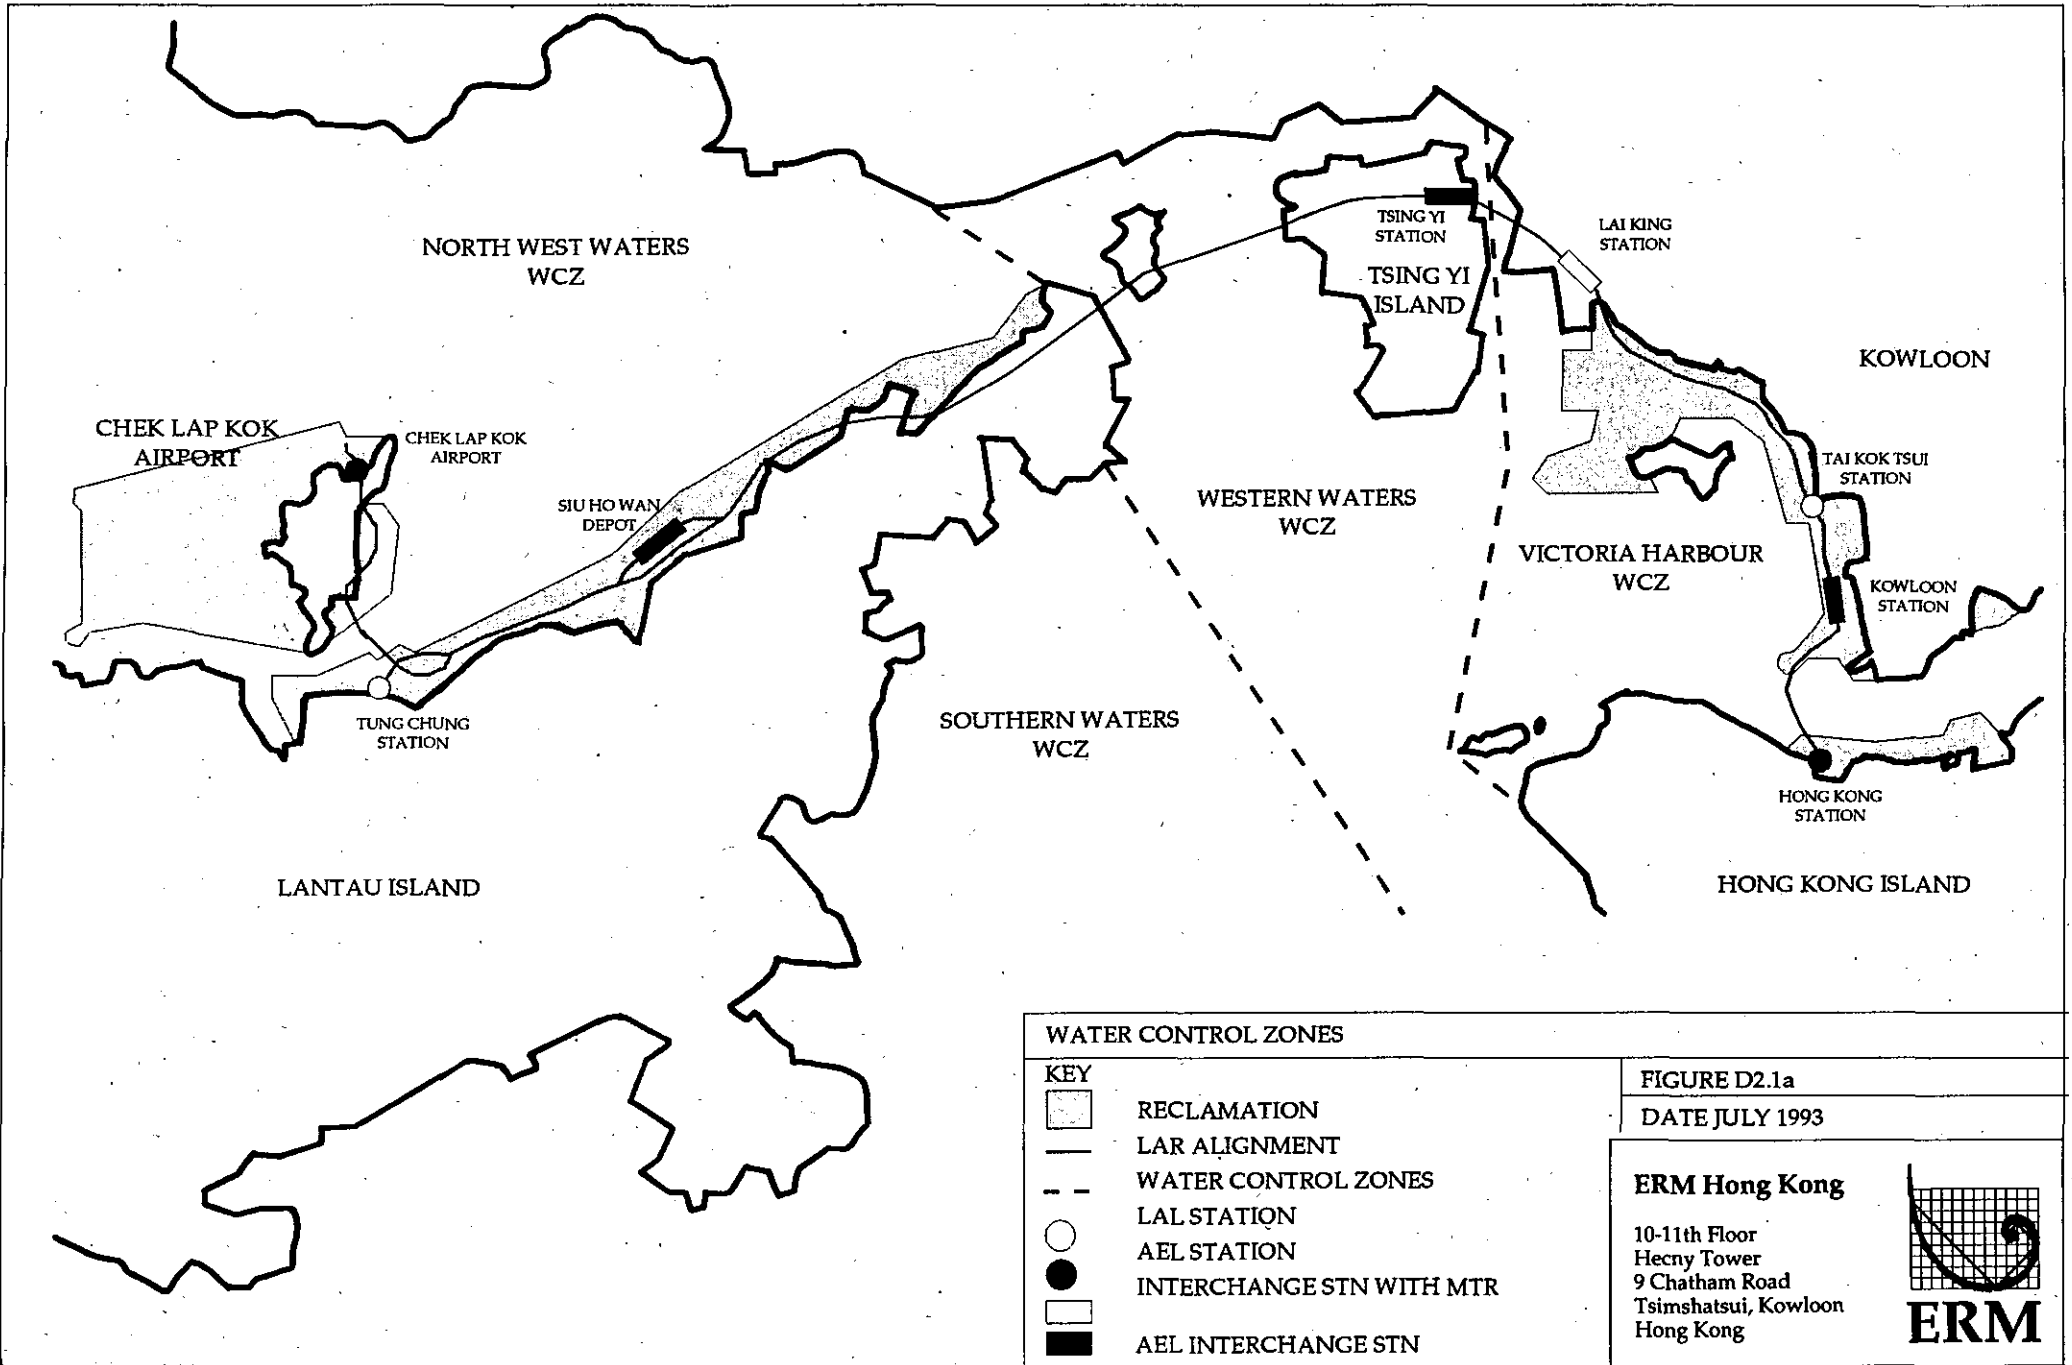 NORTH WEST WATERS
WCZ
TSING YI
STATION
LAI KING
STATION
TSING YI
ISLAND
KOWLOON
CHEK LAP KOK
AIRPORT
CHEK LAP KOK
AIRPORT
SIU HO WAN
DEPOT
WESTERN WATERS
WCZ
TAI KOK TSUI
STATION
VICTORIA HARBOUR
WCZ
KOWLOON
STATION
TUNG CHUNG
STATION
SOUTHERN WATERS
WCZ
HONG KONG
STATION
LANTAU ISLAND
HONG KONG ISLAND
WATER CONTROL ZONES
KEY
RECLAMATION
LAR ALIGNMENT
WATER CONTROL ZONES
LAL STATION
AEL STATION
INTERCHANGE STN WITH MTR
AEL INTERCHANGE STN
FIGURE D2.1a
DATE JULY 1993
ERM Hong Kong
10-11th Floor
Hecny Tower
9 Chatham Road
Tsimshatsui, Kowloon
Hong Kong
ERM